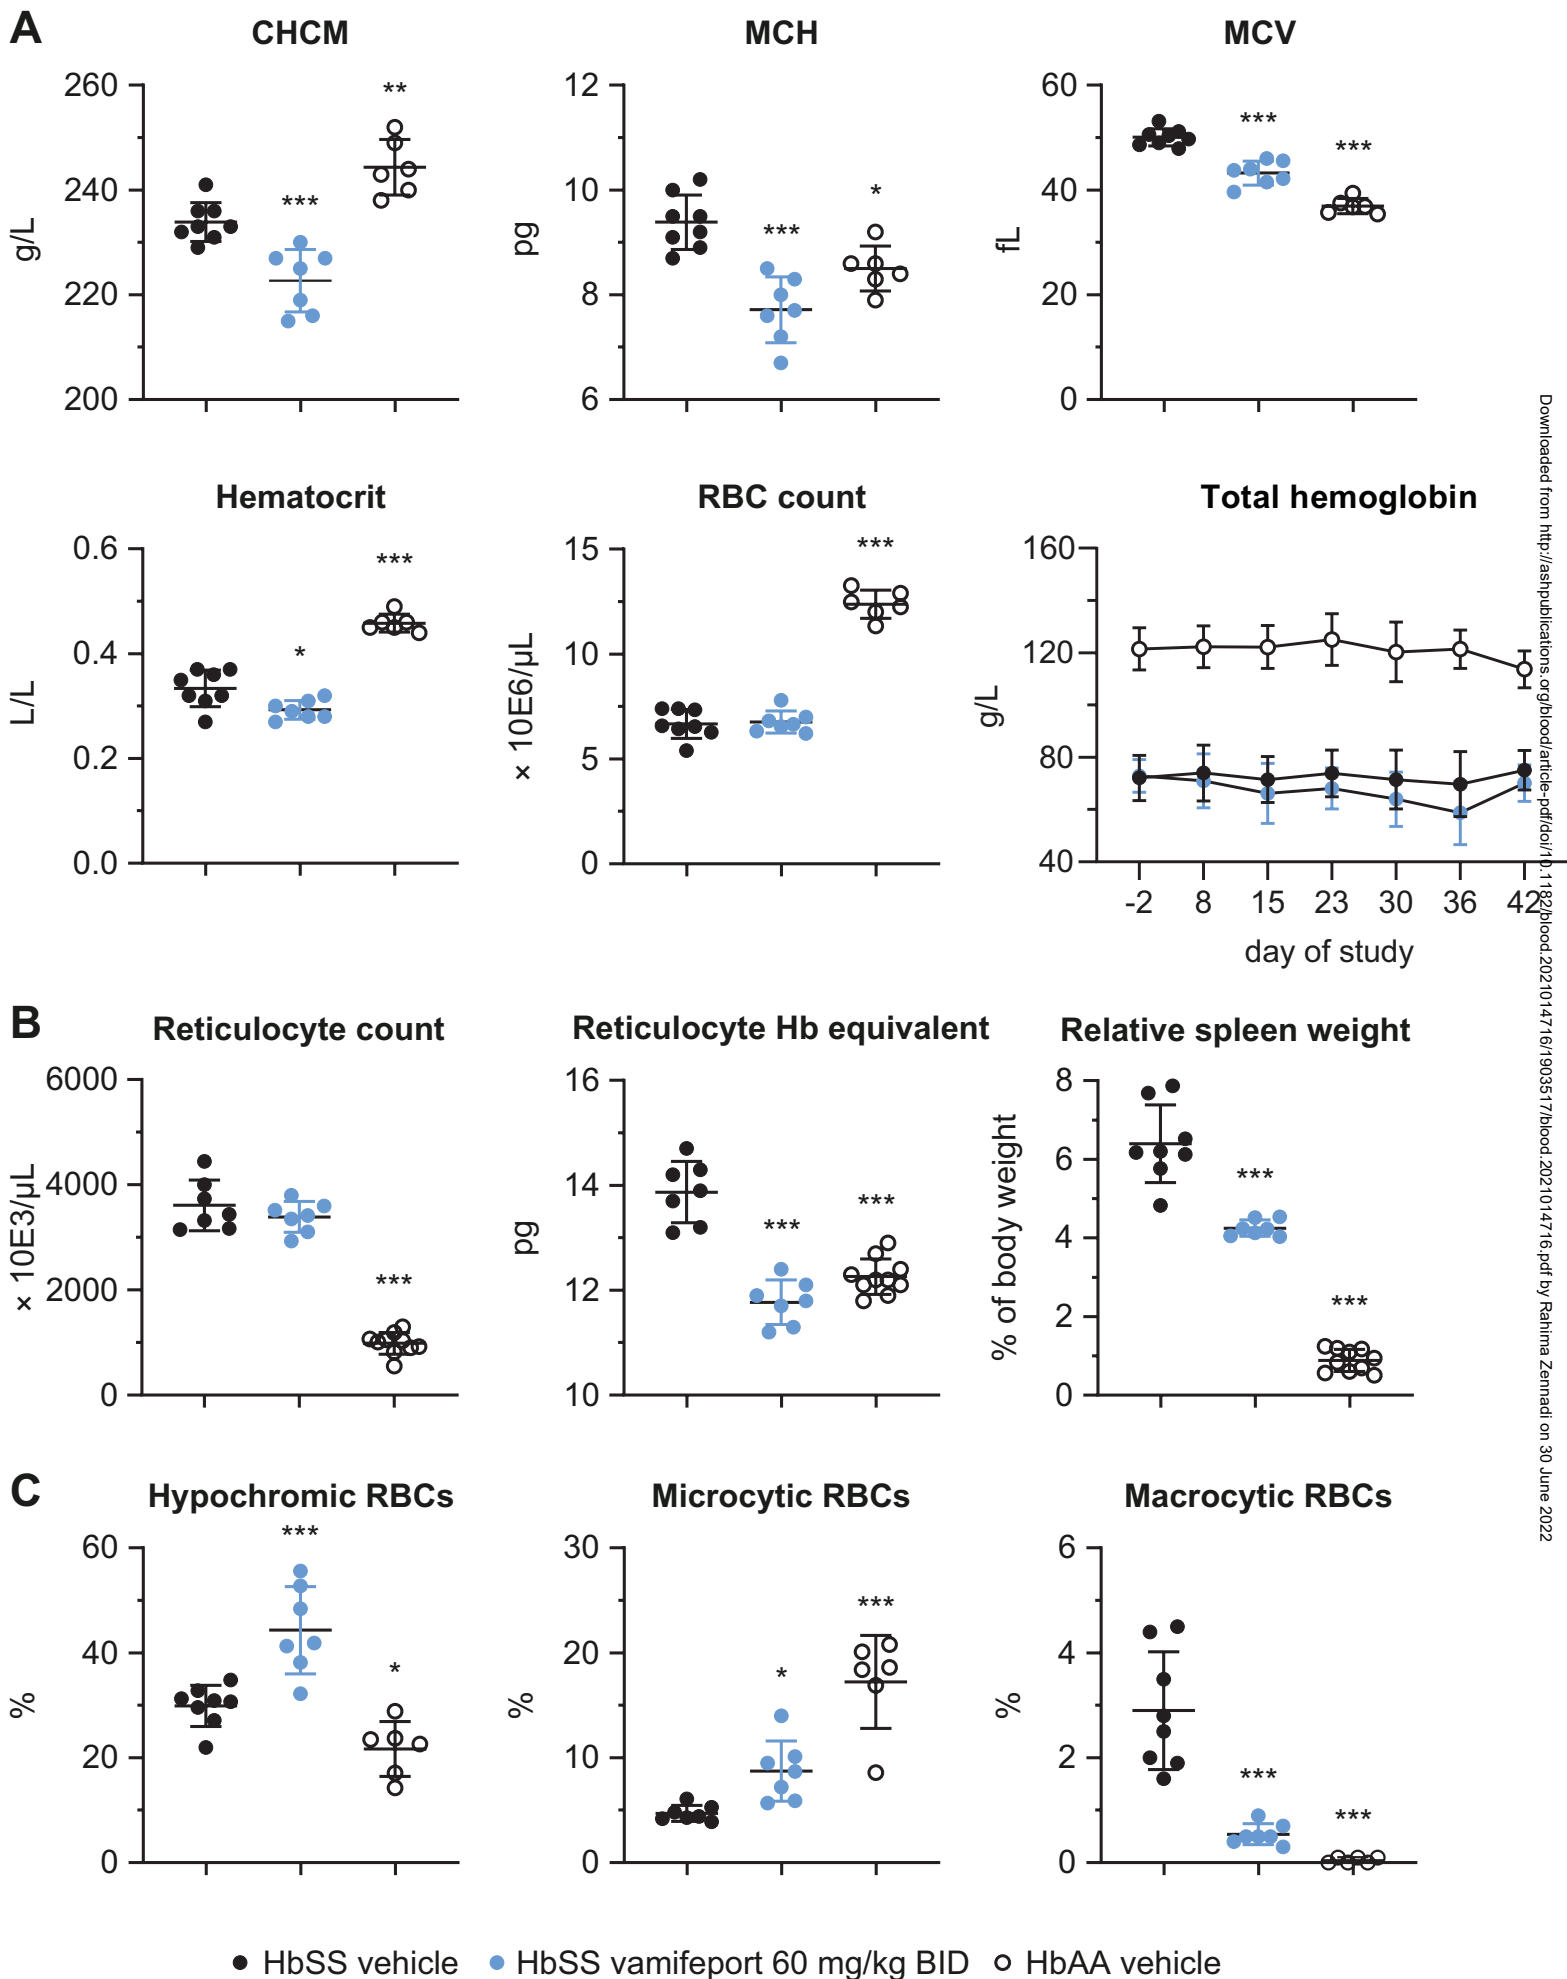 A
CHCM
MCH
MCV
260
240
220
200
g/L
***
**
12
10
8
6
pg
***
*
60
40
20
0
fL
***
***
Hematocrit
RBC count
Total hemoglobin
0.6
0.4
0.2
0.0
L/L
*
***
15
10
5
0
× 10E6/µL
***
160
120
80
40
g/L
-2 8 15 23 30 36 42
day of study
B
Reticulocyte count
Reticulocyte Hb equivalent
Relative spleen weight
6000
4000
2000
0
× 10E3/µL
***
16
14
12
10
pg
***
***
8
6
4
2
0
% of body weight
***
***
C
Hypochromic RBCs
Microcytic RBCs
Macrocytic RBCs
60
40
20
0
%
***
*
30
20
10
0
%
*
***
6
4
2
0
%
***
***
HbSS vehicle HbSS vamifeport 60 mg/kg BID HbAA vehicle
Downloaded from http://ashpublications.org/blood/article-pdf/doi/10.1182/blood.2021014716/1903517/blood.2021014716.pdf by Rahima Zennadi on 30 June 2022